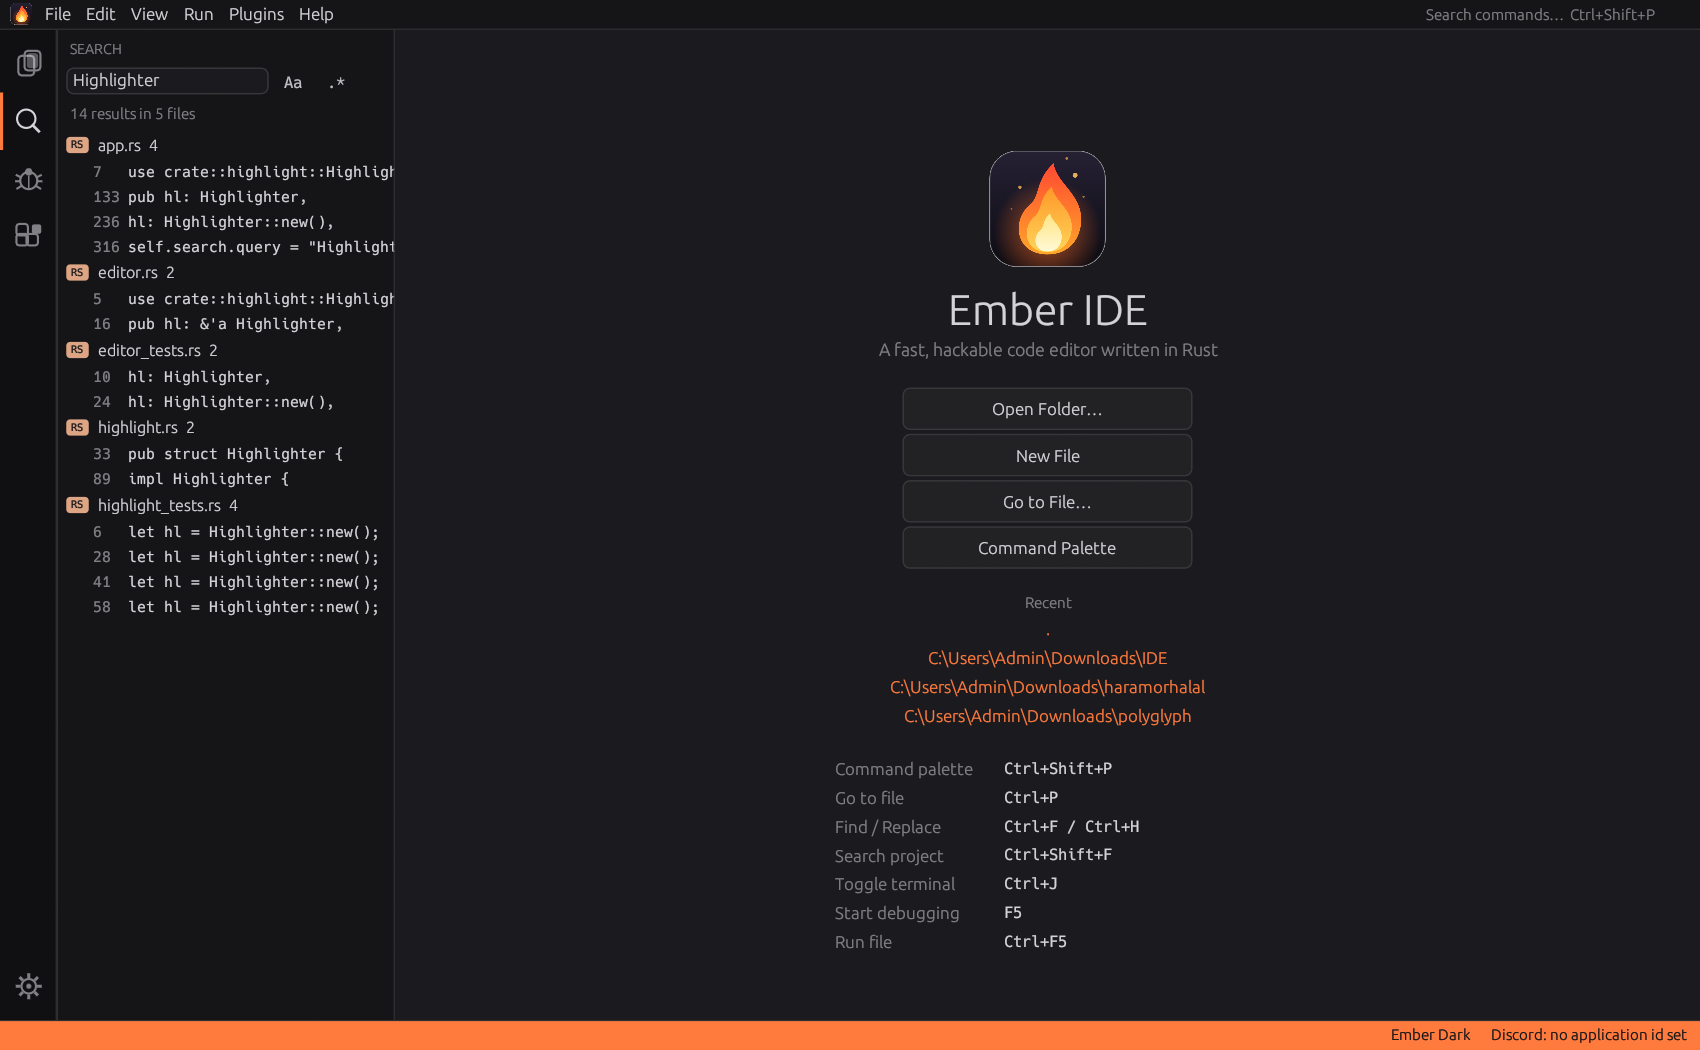 File Edit View Run Plugins Help
Search commands… Ctrl+Shift+P
SEARCH
Highlighter
Aa .*
14 results in 5 files
RS app.rs 4
7 use crate::highlight::Highligh
133 pub hl: Highlighter,
236 hl: Highlighter::new(),
316 self.search.query = "Highlight
RS editor.rs 2
5 use crate::highlight::Highligh
16 pub hl: &'a Highlighter,
RS editor_tests.rs 2
10 hl: Highlighter,
24 hl: Highlighter::new(),
RS highlight.rs 2
33 pub struct Highlighter {
89 impl Highlighter {
RS highlight_tests.rs 4
6 let hl = Highlighter::new();
28 let hl = Highlighter::new();
41 let hl = Highlighter::new();
58 let hl = Highlighter::new();
Ember IDE
A fast, hackable code editor written in Rust
Open Folder…
New File
Go to File…
Command Palette
Recent
.
C:\Users\Admin\Downloads\IDE
C:\Users\Admin\Downloads\haramorhalal
C:\Users\Admin\Downloads\polyglyph
Command palette Ctrl+Shift+P
Go to file Ctrl+P
Find / Replace Ctrl+F / Ctrl+H
Search project Ctrl+Shift+F
Toggle terminal Ctrl+J
Start debugging F5
Run file Ctrl+F5
Ember Dark Discord: no application id set